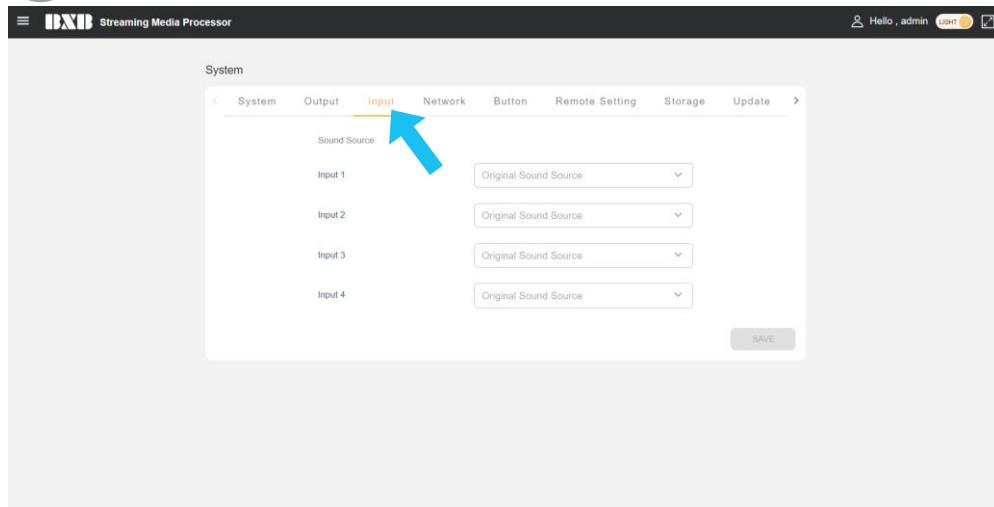 BXB Streaming Media Processor Hello , admin LIGHT
System
System Output Input Network Button Remote Setting Storage Update
Sound Source
Input 1 Original Sound Source
Input 2 Original Sound Source
Input 3 Original Sound Source
Input 4 Original Sound Source
SAVE